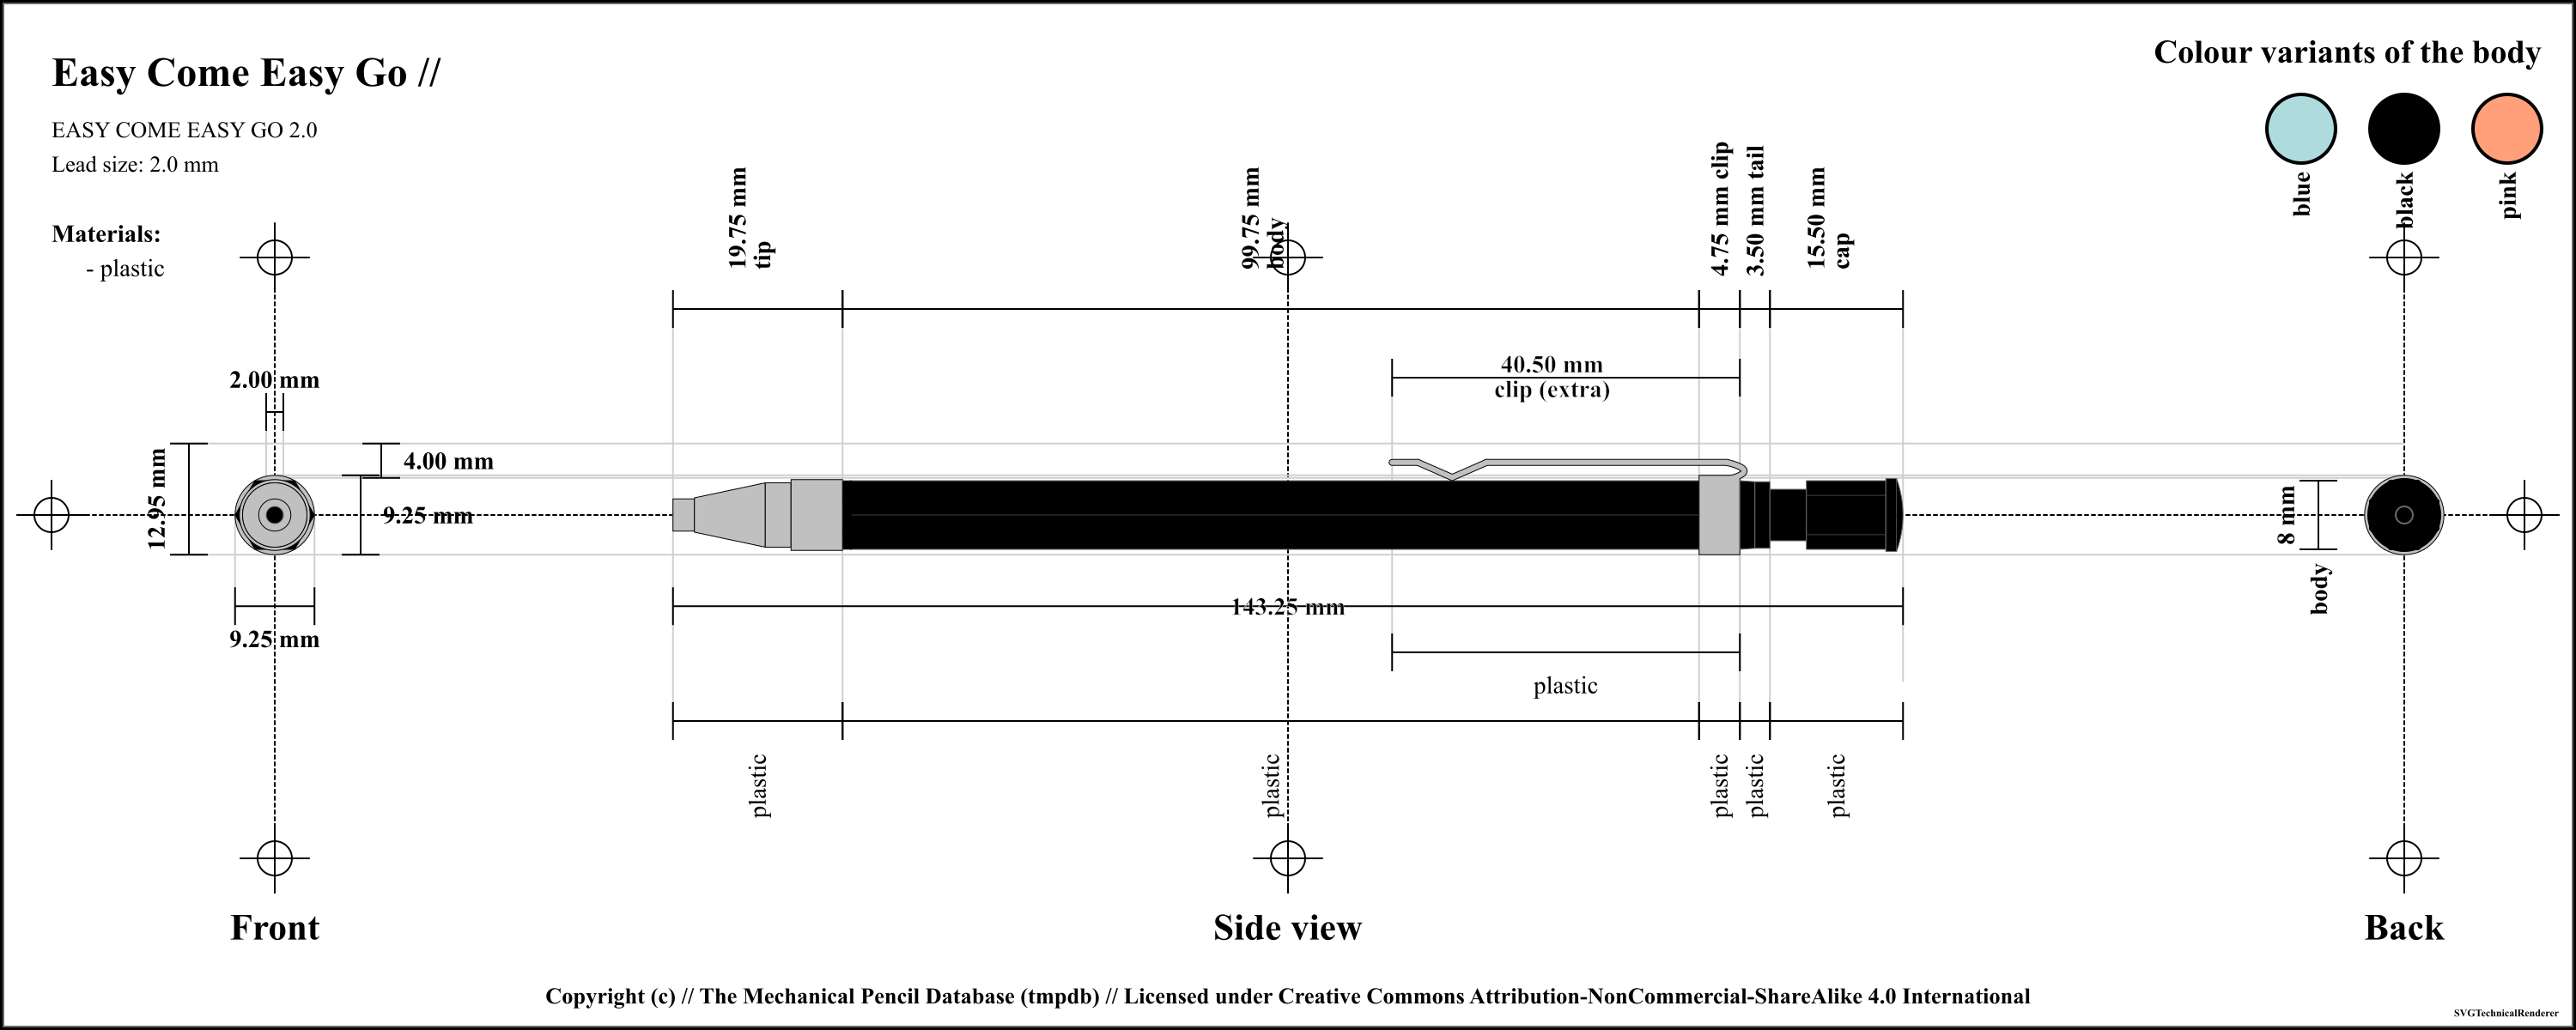 Easy Come Easy Go //
EASY COME EASY GO 2.0
Lead size: 2.0 mm
Materials:
- plastic
Colour variants of the body
blue
black
pink
19.75 mm
tip
99.75 mm
body
4.75 mm clip
3.50 mm tail
15.50 mm
cap
40.50 mm
clip (extra)
2.00 mm
12.95 mm
4.00 mm
9.25 mm
9.25 mm
8 mm
body
143.25 mm
plastic
plastic
plastic
plastic
plastic
plastic
Front
Side view
Back
Copyright (c) // The Mechanical Pencil Database (tmpdb) // Licensed under Creative Commons Attribution-NonCommercial-ShareAlike 4.0 International
SVGTechnicalRenderer